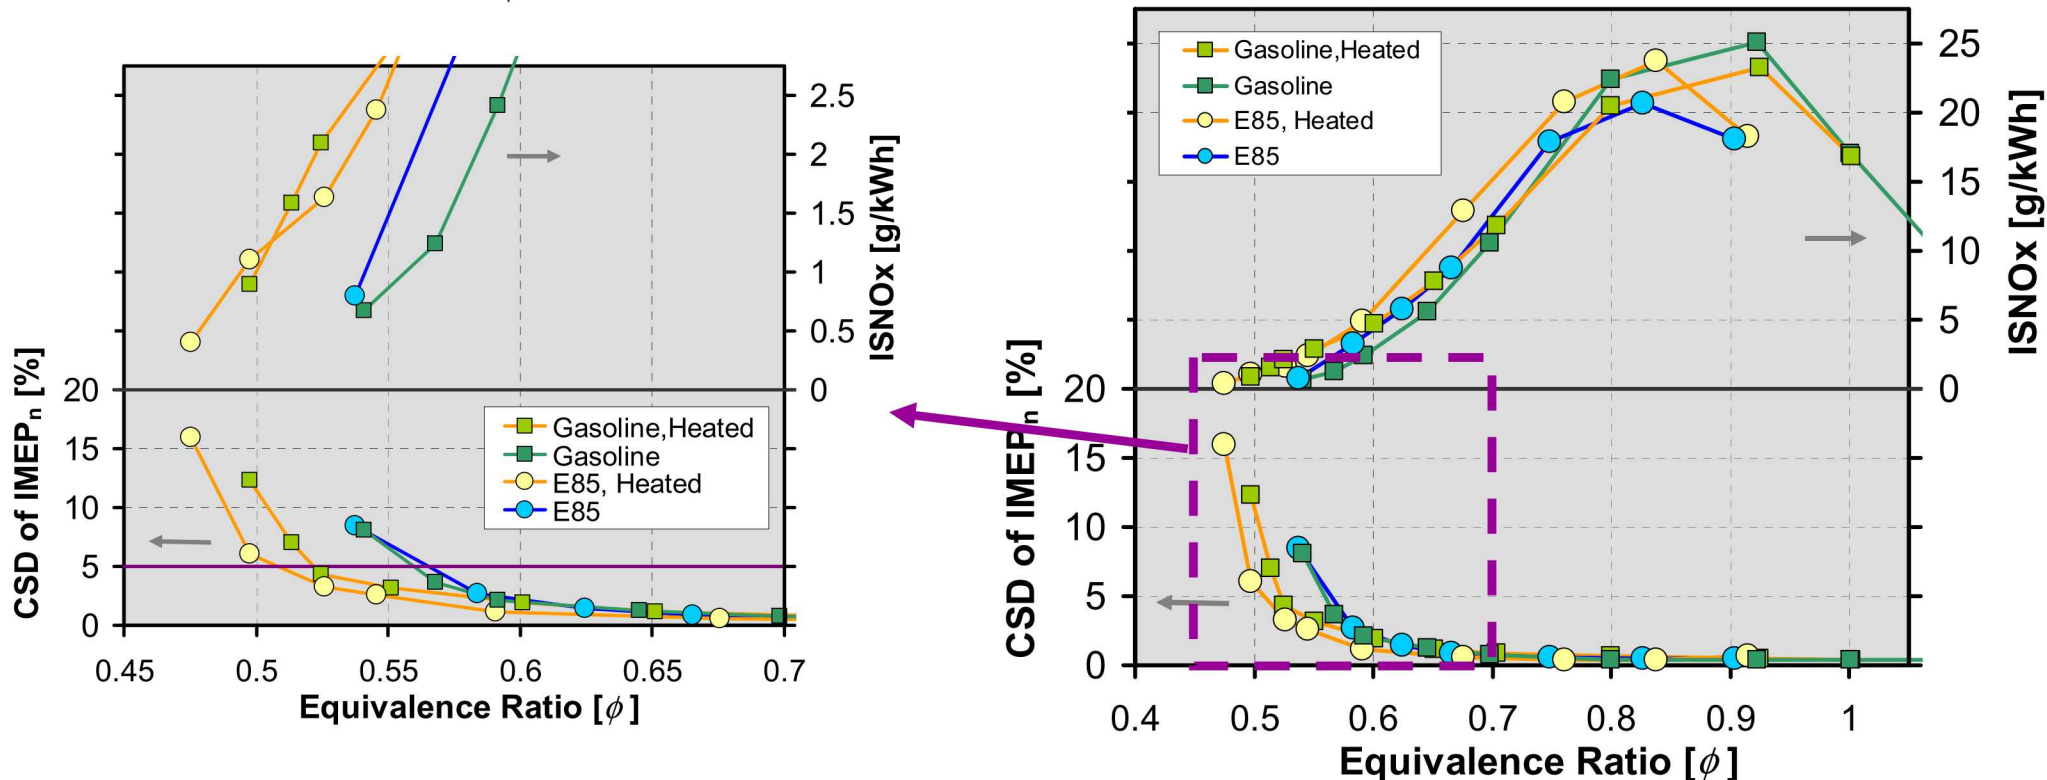 2.5
2
1.5
1
0.5
0
ISNOx [g/kWh]
20
15
10
5
0
CSD of IMEPn [%]
Gasoline,Heated
Gasoline
E85, Heated
E85
0.45
0.5
0.55
0.6
0.65
0.7
Equivalence Ratio [ϕ]
Gasoline,Heated
Gasoline
E85, Heated
E85
25
20
15
10
5
0
ISNOx [g/kWh]
20
15
10
5
0
CSD of IMEPn [%]
0.4
0.5
0.6
0.7
0.8
0.9
1
Equivalence Ratio [ϕ]